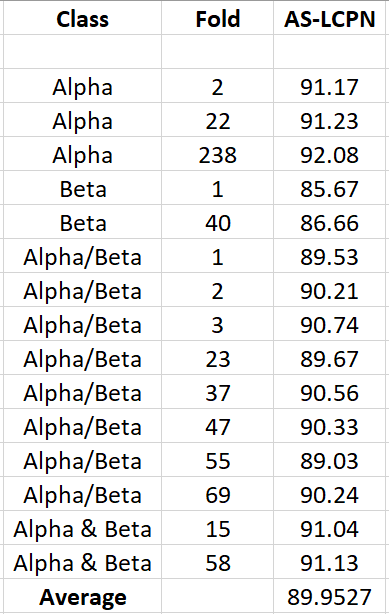 Class Fold AS-LCPN
Alpha 2 91.17
Alpha 22 91.23
Alpha 238 92.08
Beta 1 85.67
Beta 40 86.66
Alpha/Beta 1 89.53
Alpha/Beta 2 90.21
Alpha/Beta 3 90.74
Alpha/Beta 23 89.67
Alpha/Beta 37 90.56
Alpha/Beta 47 90.33
Alpha/Beta 55 89.03
Alpha/Beta 69 90.24
Alpha & Beta 15 91.04
Alpha & Beta 58 91.13
Average 89.9527